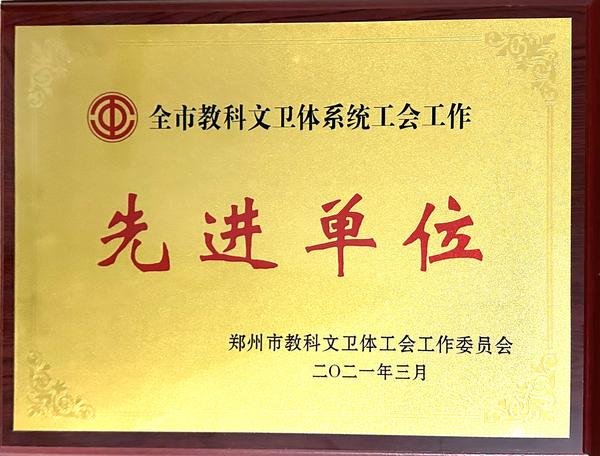 全市教科文卫体系统工会工作
先进单位
郑州市教科文卫体工会工作委员会
二〇二一年三月